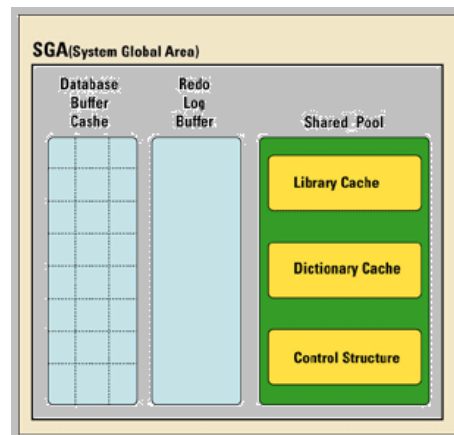 SGA(System Global Area)
Database
Buffer
Cashe
Redo
Log
Buffer
Shared Pool
Library Cache
Dictionary Cache
Control Structure